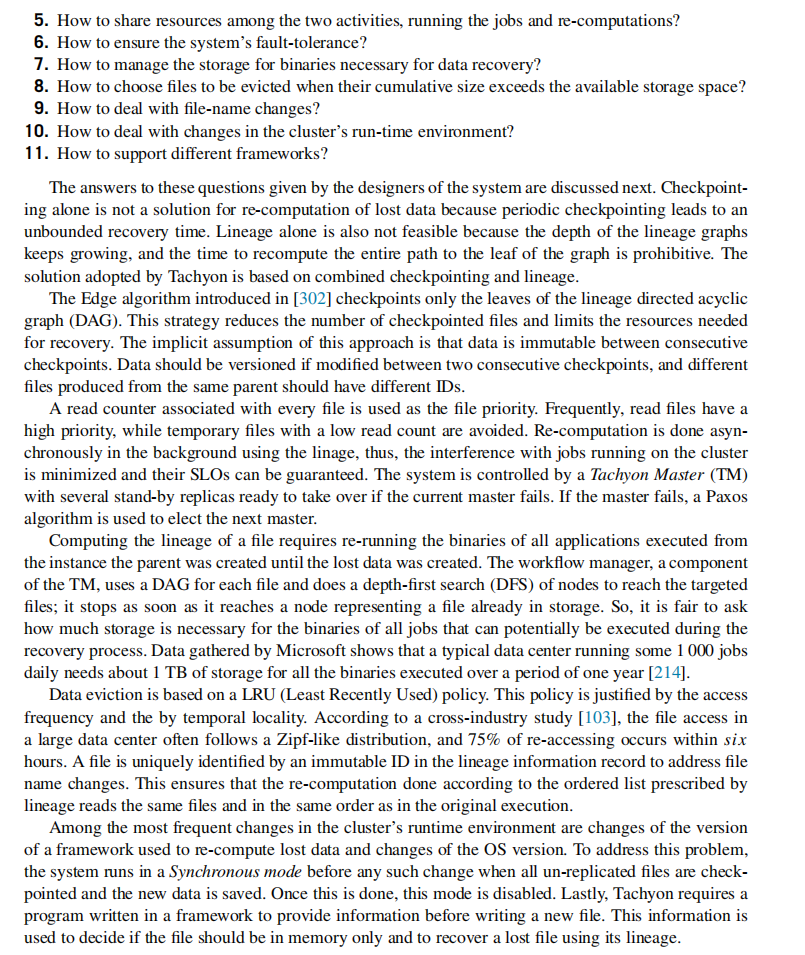 5. How to share resources among the two activities, running the jobs and re-computations?
6. How to ensure the system's fault-tolerance?
7. How to manage the storage for binaries necessary for data recovery?
8. How to choose files to be evicted when their cumulative size exceeds the available storage space?
9. How to deal with file-name changes?
10. How to deal with changes in the cluster's run-time environment?
11. How to support different frameworks?
The answers to these questions given by the designers of the system are discussed next. Checkpoint-
ing alone is not a solution for re-computation of lost data because periodic checkpointing leads to an
unbounded recovery time. Lineage alone is also not feasible because the depth of the lineage graphs
keeps growing, and the time to recompute the entire path to the leaf of the graph is prohibitive. The
solution adopted by Tachyon is based on combined checkpointing and lineage.
The Edge algorithm introduced in [302] checkpoints only the leaves of the lineage directed acyclic
graph (DAG). This strategy reduces the number of checkpointed files and limits the resources needed
for recovery. The implicit assumption of this approach is that data is immutable between consecutive
checkpoints. Data should be versioned if modified between two consecutive checkpoints, and different
files produced from the same parent should have different IDs.
A read counter associated with every file is used as the file priority. Frequently, read files have a
high priority, while temporary files with a low read count are avoided. Re-computation is done asyn-
chronously in the background using the linage, thus, the interference with jobs running on the cluster
is minimized and their SLOs can be guaranteed. The system is controlled by a Tachyon Master (TM)
with several stand-by replicas ready to take over if the current master fails. If the master fails, a Paxos
algorithm is used to elect the next master.
Computing the lineage of a file requires re-running the binaries of all applications executed from
the instance the parent was created until the lost data was created. The workflow manager, a component
of the TM, uses a DAG for each file and does a depth-first search (DFS) of nodes to reach the targeted
files; it stops as soon as it reaches a node representing a file already in storage. So, it is fair to ask
how much storage is necessary for the binaries of all jobs that can potentially be executed during the
recovery process. Data gathered by Microsoft shows that a typical data center running some 1 000 jobs
daily needs about 1 TB of storage for all the binaries executed over a period of one year [214].
Data eviction is based on a LRU (Least Recently Used) policy. This policy is justified by the access
frequency and the by temporal locality. According to a cross-industry study [103], the file access in
a large data center often follows a Zipf-like distribution, and 75% of re-accessing occurs within six
hours. A file is uniquely identified by an immutable ID in the lineage information record to address file
name changes. This ensures that the re-computation done according to the ordered list prescribed by
lineage reads the same files and in the same order as in the original execution.
Among the most frequent changes in the cluster's runtime environment are changes of the version
of a framework used to re-compute lost data and changes of the OS version. To address this problem,
the system runs in a Synchronous mode before any such change when all un-replicated files are check-
pointed and the new data is saved. Once this is done, this mode is disabled. Lastly, Tachyon requires a
program written in a framework to provide information before writing a new file. This information is
used to decide if the file should be in memory only and to recover a lost file using its lineage.